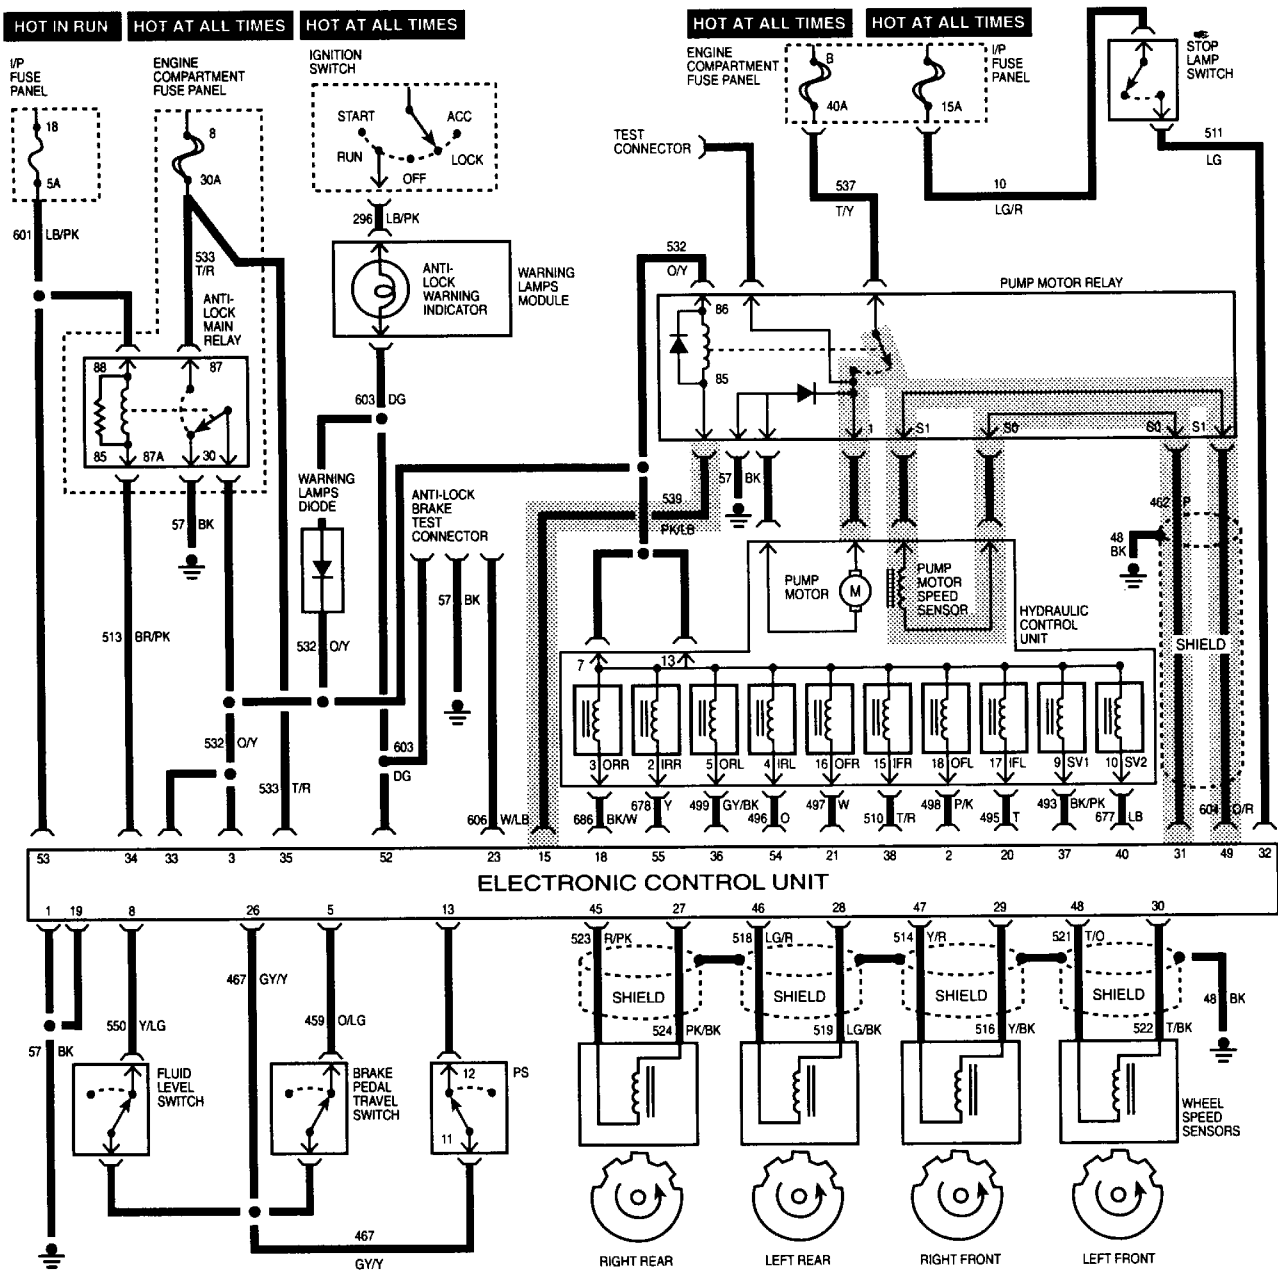 HOT IN RUN
HOT AT ALL TIMES
HOT AT ALL TIMES
HOT AT ALL TIMES
HOT AT ALL TIMES
I/P
FUSE
PANEL
18
5A
601 LB/PK
ENGINE
COMPARTMENT
FUSE PANEL
8
30A
533
T/R
ANTI-
LOCK
MAIN
RELAY
88
87
85
87A
30
57 BK
IGNITION
SWITCH
START
ACC
RUN
LOCK
OFF
296 LB/PK
ANTI-
LOCK
WARNING
INDICATOR
WARNING
LAMPS
MODULE
603 DG
WARNING
LAMPS
DIODE
532 O/Y
ANTI-LOCK
BRAKE
TEST
CONNECTOR
57 BK
603
DG
513 BR/PK
532 O/Y
533 T/R
606 W/LB
ENGINE
COMPARTMENT
FUSE PANEL
B
40A
15A
I/P
FUSE
PANEL
STOP
LAMP
SWITCH
TEST
CONNECTOR
537
T/Y
10
LG/R
511
LG
532
O/Y
PUMP MOTOR RELAY
86
85
1
S1
S0
S0
S1
539
PK/LB
57 BK
462 P
48
BK
PUMP
MOTOR
M
PUMP
MOTOR
SPEED
SENSOR
HYDRAULIC
CONTROL
UNIT
SHIELD
7
13
3 ORR
2 IRR
5 ORL
4 IRL
16 OFR
15 IFR
18 OFL
17 IFL
9 SV1
10 SV2
686 BK/W
678 Y
499 GY/BK
496 O
497 W
510 T/R
498 P/K
495 T
493 BK/PK
677 LB
604 O/R
53
34
33
3
35
52
23
15
18
55
36
54
21
38
2
20
37
40
31
49
32
ELECTRONIC CONTROL UNIT
1
19
8
26
5
13
45
27
46
28
47
29
48
30
57 BK
550 Y/LG
467 GY/Y
459 O/LG
523 R/PK
518 LG/R
514 Y/R
521 T/O
SHIELD
SHIELD
SHIELD
SHIELD
524 PK/BK
519 LG/BK
516 Y/BK
522 T/BK
48 BK
FLUID
LEVEL
SWITCH
BRAKE
PEDAL
TRAVEL
SWITCH
12
11
PS
WHEEL
SPEED
SENSORS
467
GY/Y
RIGHT REAR
LEFT REAR
RIGHT FRONT
LEFT FRONT